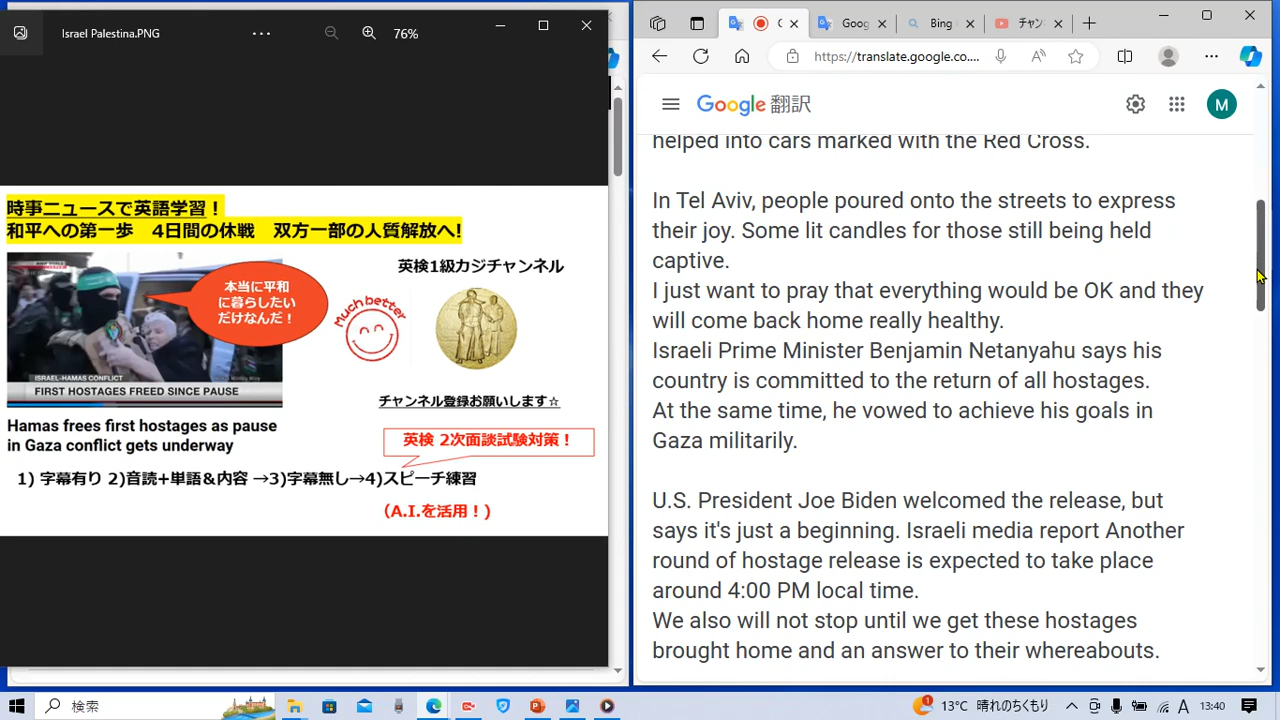 Israel Palestina.PNG
76%
時事ニュースで英語学習！
和平への第一歩　4日間の休戦　双方一部の人質解放へ!
英検1級カジチャンネル
本当に平和
に暮らしたい
だけなんだ！
Much better
ISRAEL-HAMAS CONFLICT
FIRST HOSTAGES FREED SINCE PAUSE
チャンネル登録お願いします☆
Hamas frees first hostages as pause
in Gaza conflict gets underway
英検 2次面談試験対策！
1) 字幕有り 2)音読+単語＆内容 →3)字幕無し→4)スピーチ練習
（A.I.を活用！）
Goog
Bing
チャン
https://translate.google.co....
Google 翻訳
M
helped into cars marked with the Red Cross.
In Tel Aviv, people poured onto the streets to express
their joy. Some lit candles for those still being held
captive.
I just want to pray that everything would be OK and they
will come back home really healthy.
Israeli Prime Minister Benjamin Netanyahu says his
country is committed to the return of all hostages.
At the same time, he vowed to achieve his goals in
Gaza militarily.
U.S. President Joe Biden welcomed the release, but
says it's just a beginning. Israeli media report Another
round of hostage release is expected to take place
around 4:00 PM local time.
We also will not stop until we get these hostages
brought home and an answer to their whereabouts.
検索
1
13°C 晴れのちくもり
A
13:40